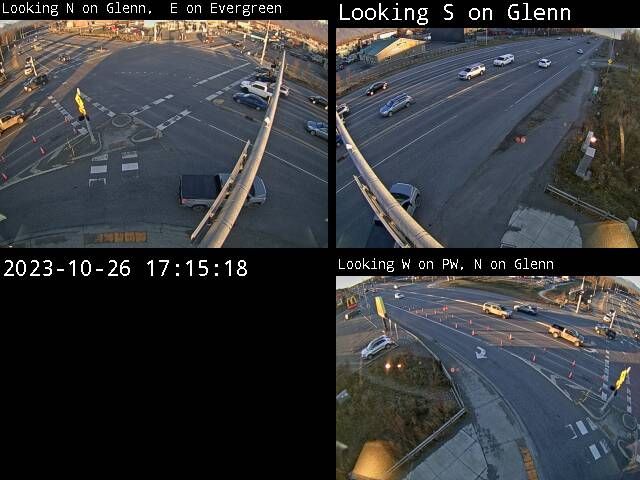 Looking N on Glenn,  E on Evergreen
Looking S on Glenn
2023-10-26 17:15:18
Looking W on PW, N on Glenn